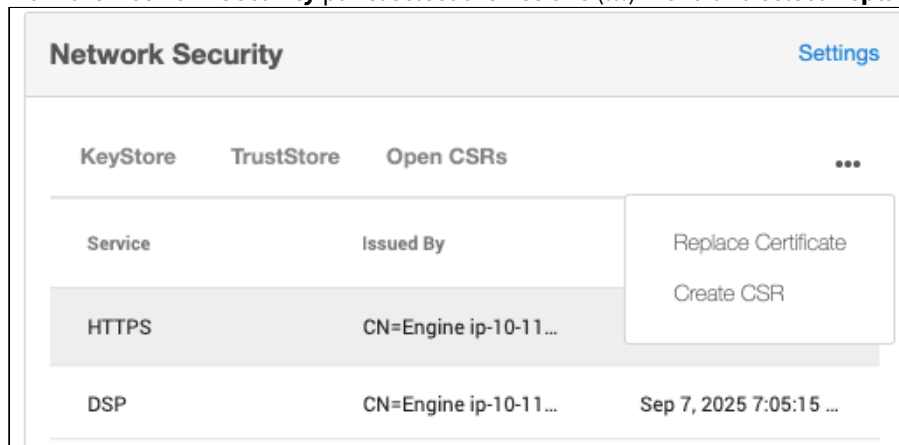 Network Security Settings
KeyStore TrustStore Open CSRs •••
Service Issued By
Replace Certificate
Create CSR
HTTPS CN=Engine ip-10-11...
DSP CN=Engine ip-10-11... Sep 7, 2025 7:05:15 ...